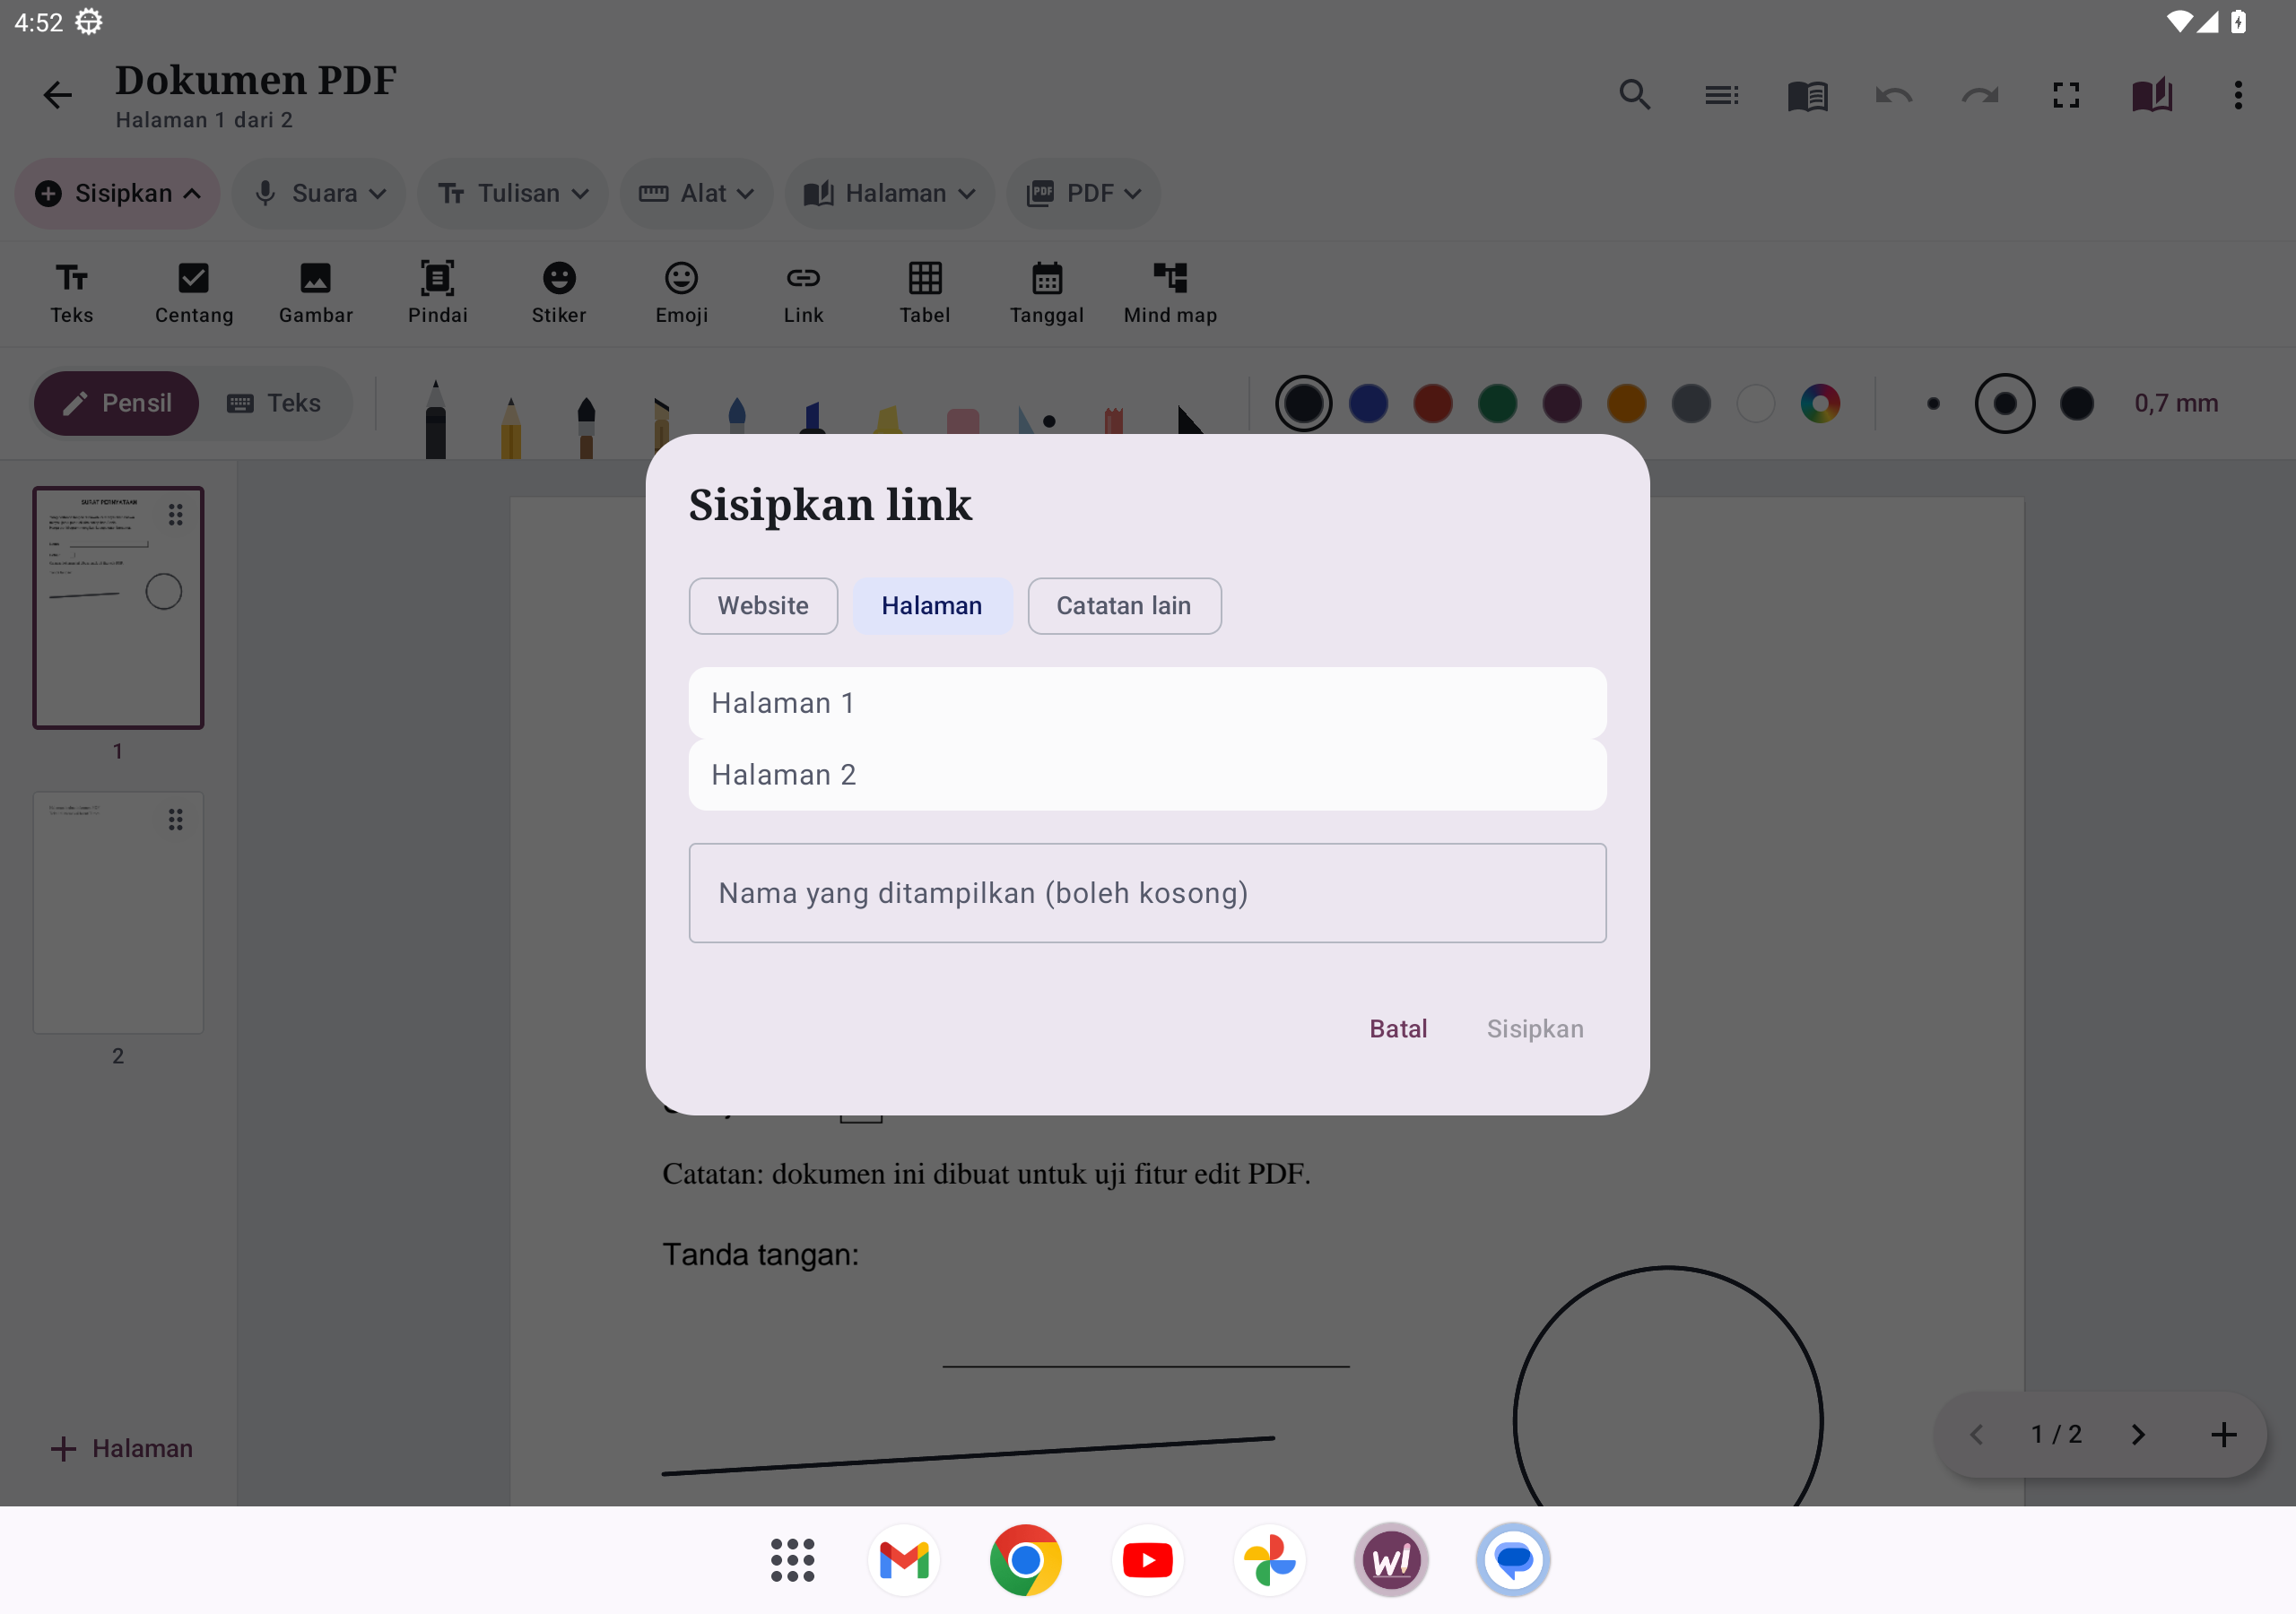 4:52
Dokumen PDF
Halaman 1 dari 2
Sisipkan
Suara
Tulisan
Alat
Halaman
PDF
Teks
Centang
Gambar
Pindai
Stiker
Emoji
Link
Tabel
Tanggal
Mind map
Pensil
Teks
0,7 mm
SURAT PERNYATAAN
1
2
Halaman
Sisipkan link
Website
Halaman
Catatan lain
Halaman 1
Halaman 2
Nama yang ditampilkan (boleh kosong)
Batal
Sisipkan
Catatan: dokumen ini dibuat untuk uji fitur edit PDF.
Tanda tangan:
1 / 2